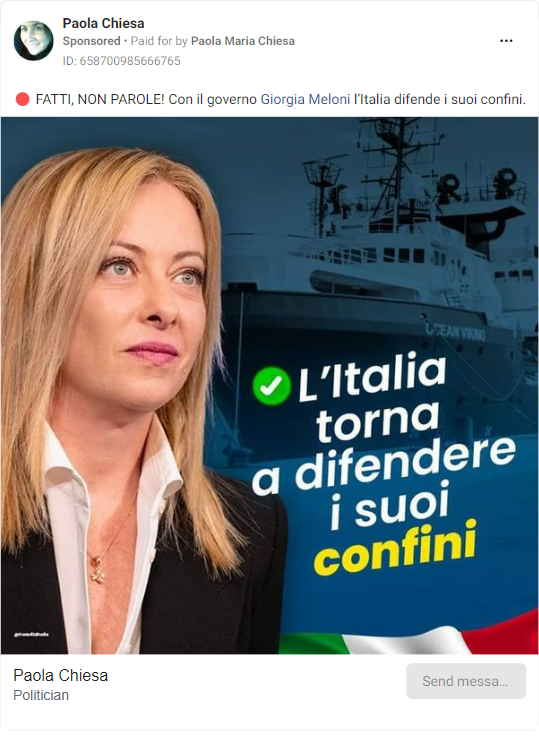 Paola Chiesa
Sponsored • Paid for by Paola Maria Chiesa
ID: 658700985666765
FATTI, NON PAROLE! Con il governo Giorgia Meloni l'Italia difende i suoi confini.
OCEAN VIKING
L'Italia
torna
a difendere
i suoi
confini
@FratellidItalia
Paola Chiesa
Politician
Send messa...